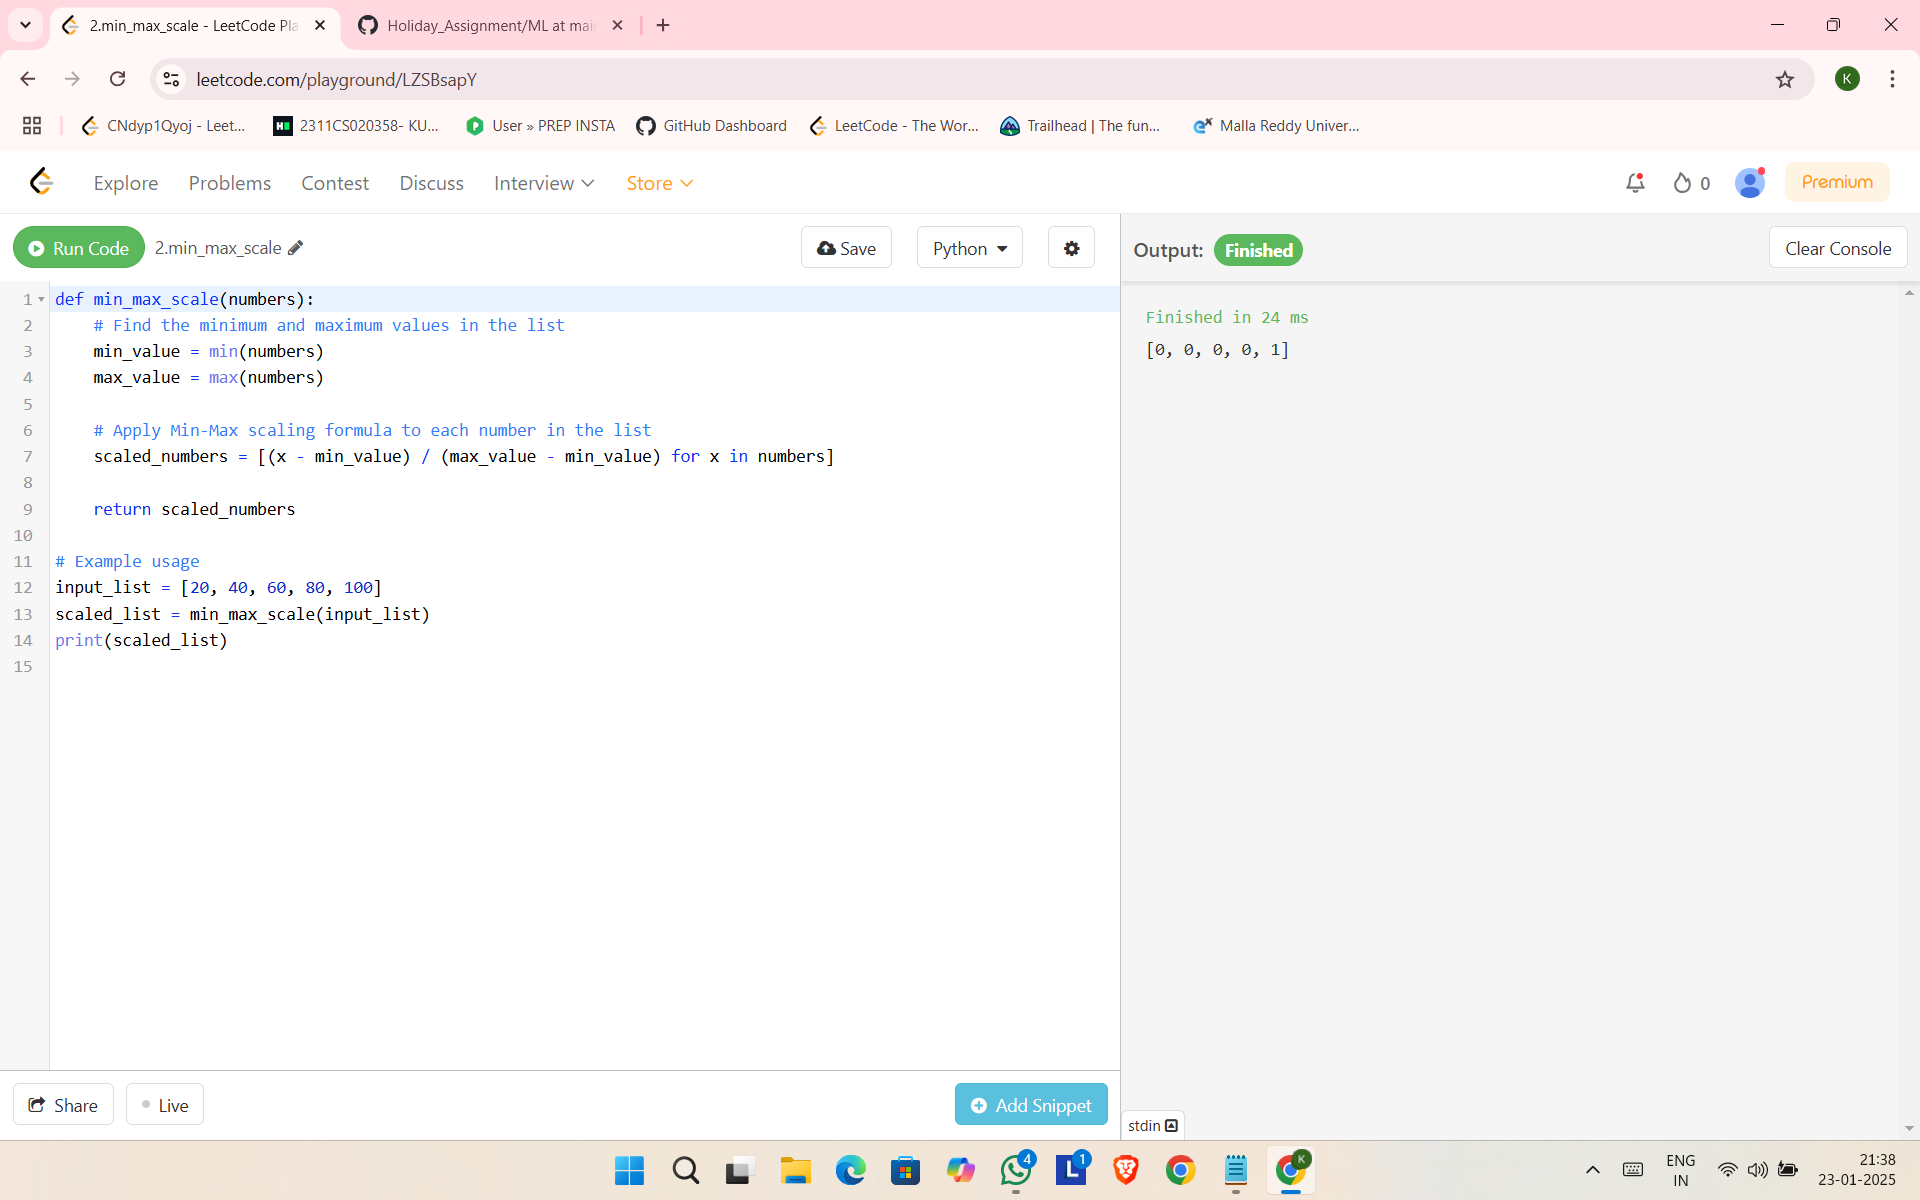 2.min_max_scale - LeetCode Pla
Holiday_Assignment/ML at mai
leetcode.com/playground/LZSBsapY
K
CNdyp1Qyoj - Leet...
2311CS020358- KU...
User » PREP INSTA
GitHub Dashboard
LeetCode - The Wor...
Trailhead | The fun...
Malla Reddy Univer...
Explore
Problems
Contest
Discuss
Interview
Store
0
Premium
Run Code
2.min_max_scale
Save
Python
Output:
Finished
Clear Console
1 def min_max_scale(numbers):
2     # Find the minimum and maximum values in the list
3     min_value = min(numbers)
4     max_value = max(numbers)
5
6     # Apply Min-Max scaling formula to each number in the list
7     scaled_numbers = [(x - min_value) / (max_value - min_value) for x in numbers]
8
9     return scaled_numbers
10
11 # Example usage
12 input_list = [20, 40, 60, 80, 100]
13 scaled_list = min_max_scale(input_list)
14 print(scaled_list)
15
Finished in 24 ms
[0, 0, 0, 0, 1]
Share
Live
Add Snippet
stdin
4
L
1
K
ENG
IN
21:38
23-01-2025